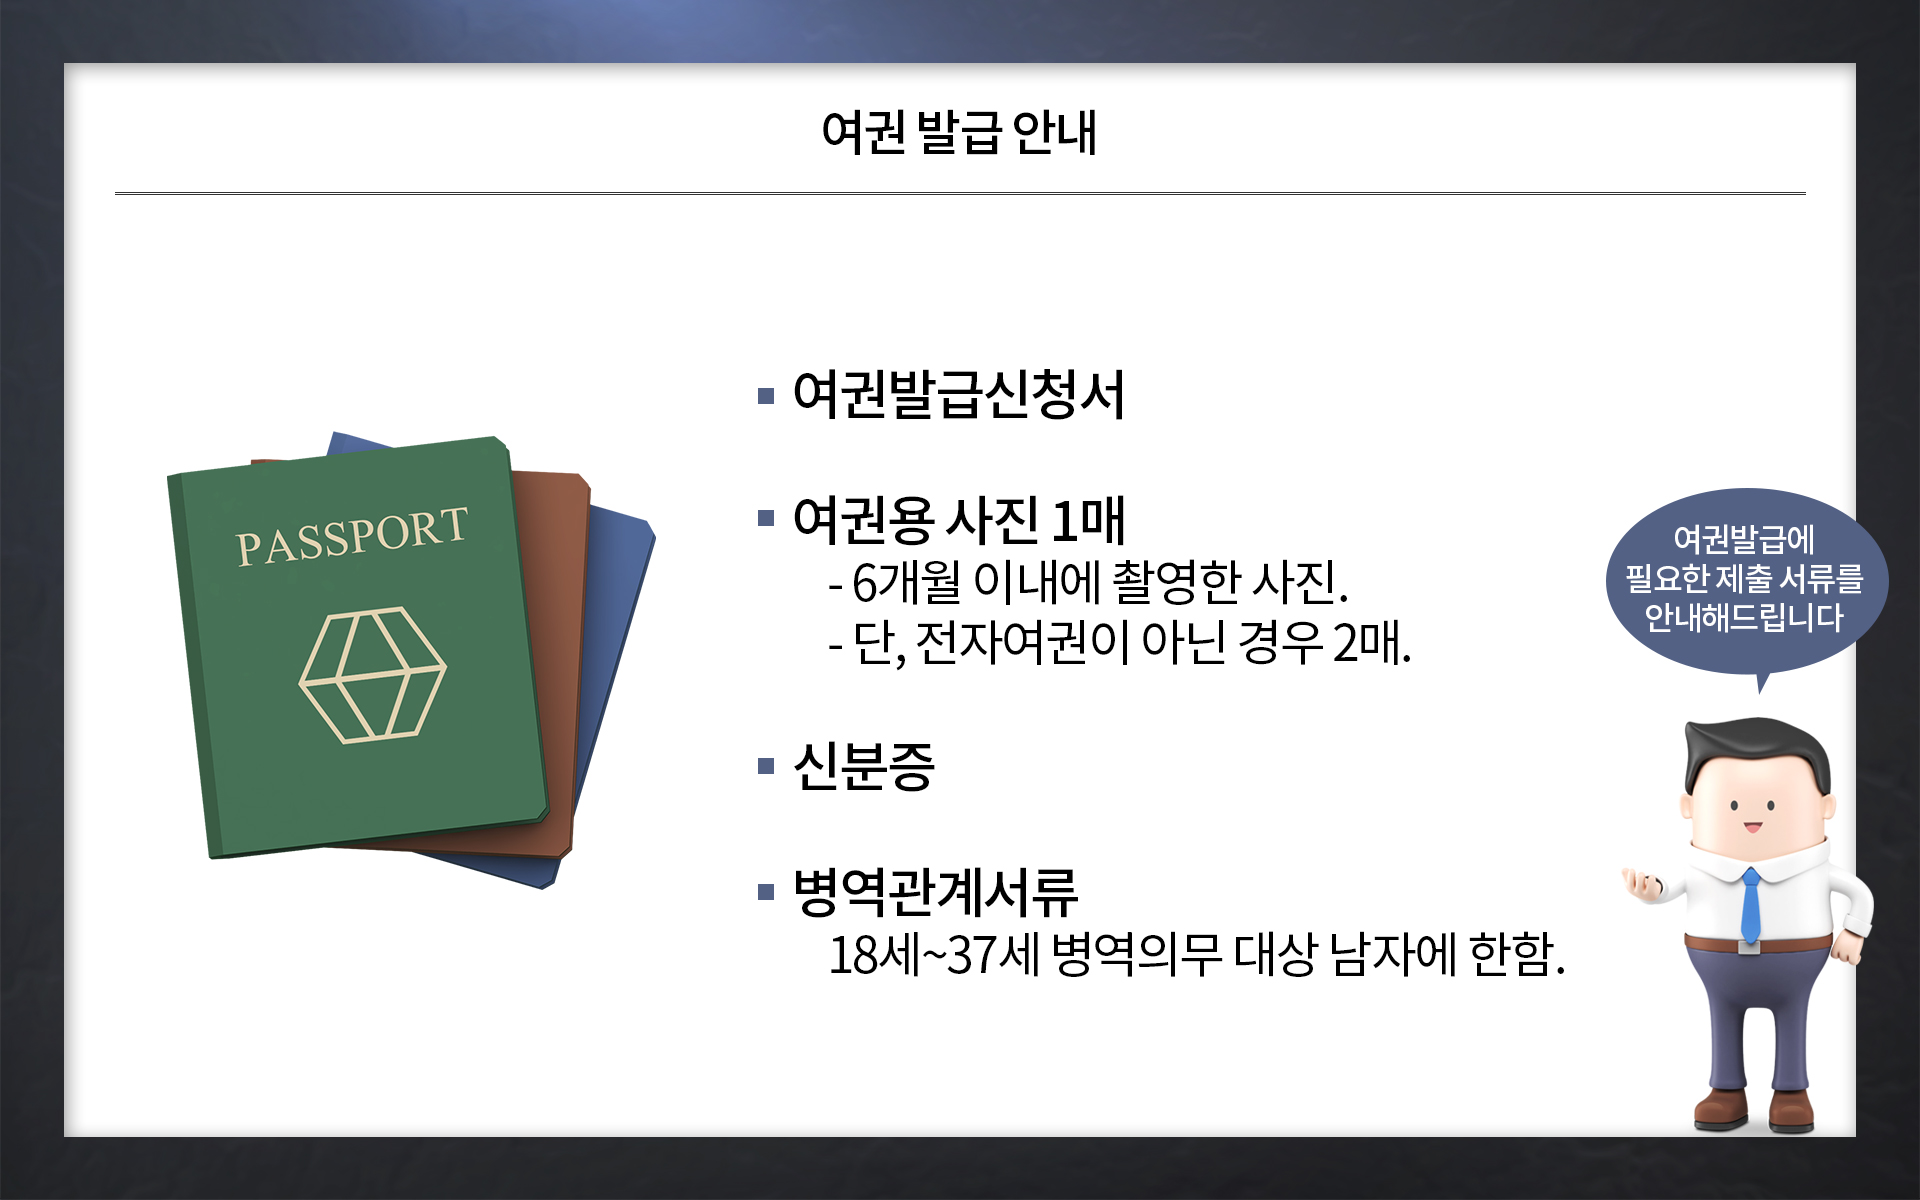 여권 발급 안내
PASSPORT
■ 여권발급신청서
■ 여권용 사진 1매
- 6개월 이내에 촬영한 사진.
- 단, 전자여권이 아닌 경우 2매.
■ 신분증
■ 병역관계서류
18세~37세 병역의무 대상 남자에 한함.
여권발급에
필요한 제출 서류를
안내해드립니다